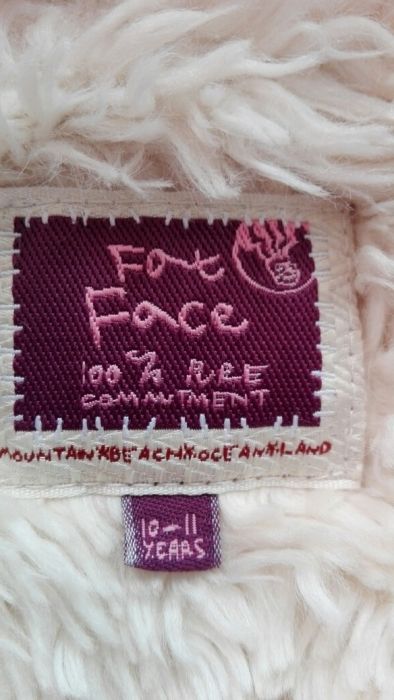 Fat
Face
100% PURE
COMMITMENT
MOUNTAIN*BEACH*OCEAN*LAND
10-11
YEARS